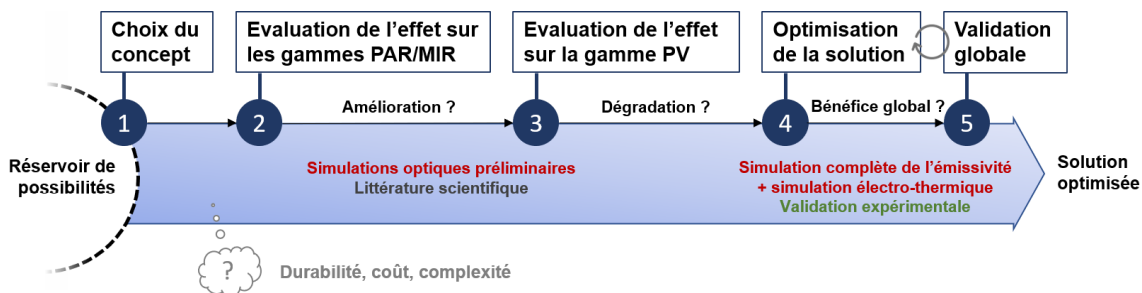 Choix du
concept
Evaluation de l'effet sur
les gammes PAR/MIR
Evaluation de l'effet
sur la gamme PV
Optimisation
de la solution
Validation
globale
1
2
3
4
5
Amélioration ?
Dégradation ?
Bénéfice global ?
Réservoir de
possibilités
Simulations optiques préliminaires
Littérature scientifique
Simulation complète de l'émissivité
+ simulation électro-thermique
Validation expérimentale
Solution
optimisée
?
Durabilité, coût, complexité